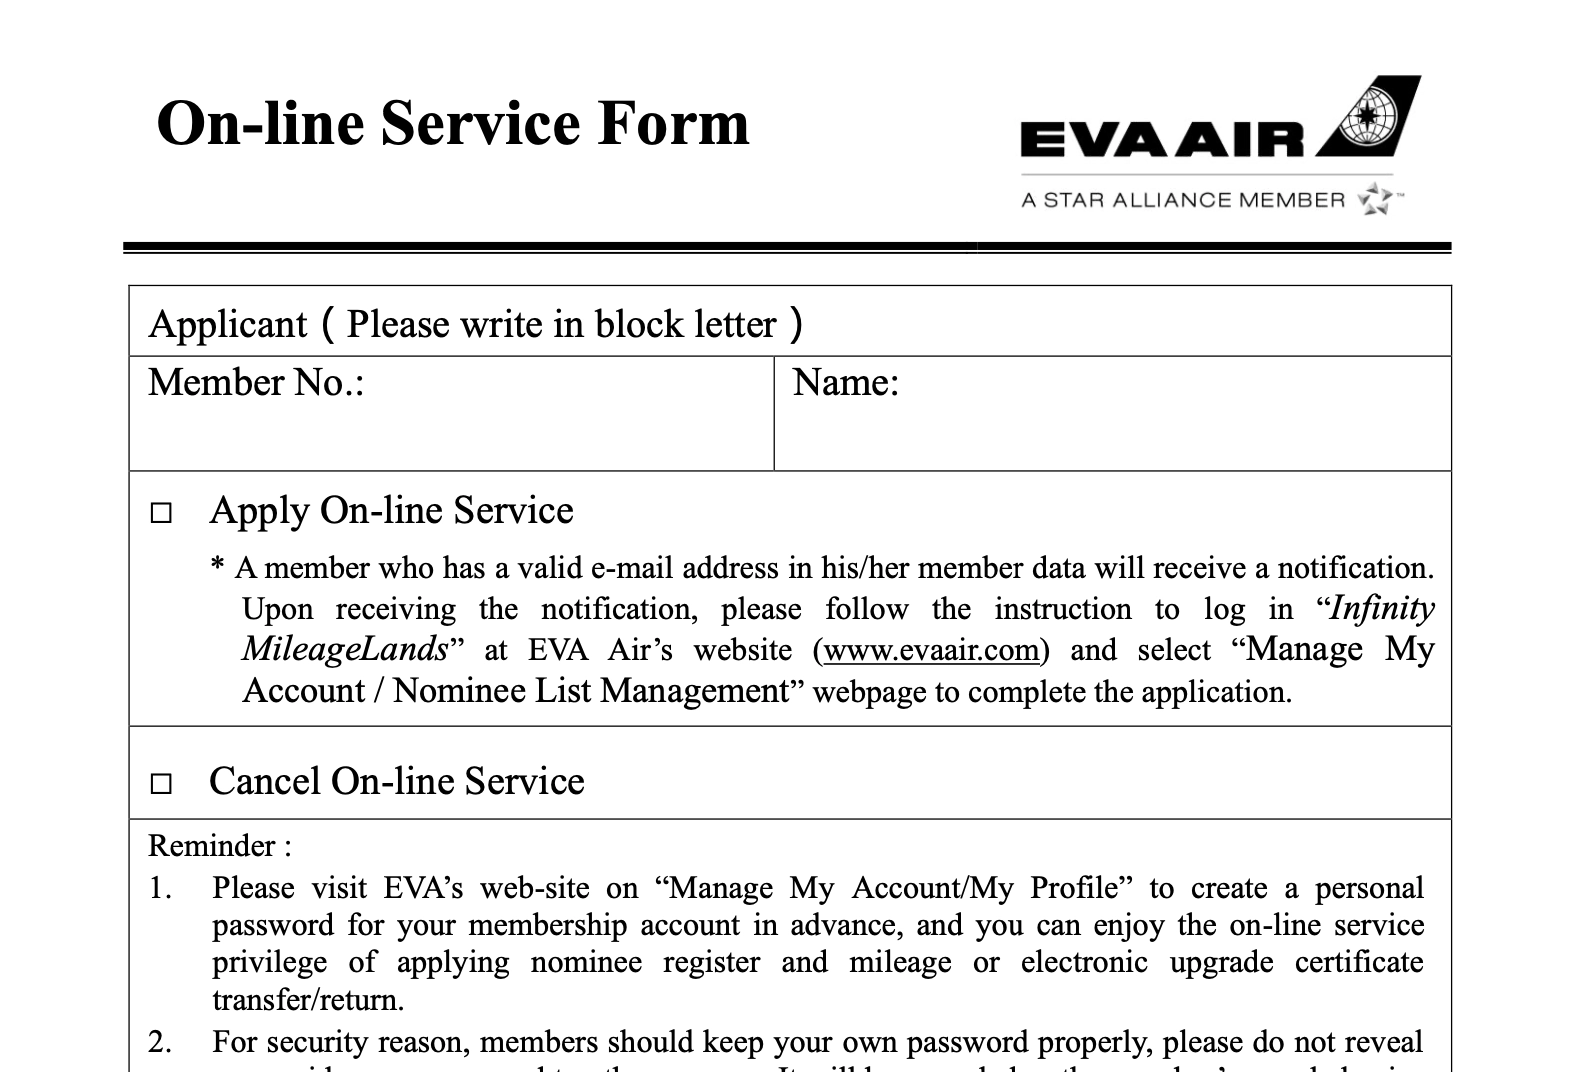 On-line Service Form
EVA AIR
A STAR ALLIANCE MEMBER ™
Applicant ( Please write in block letter )
Member No.:
Name:
□ Apply On-line Service
* A member who has a valid e-mail address in his/her member data will receive a notification.
Upon receiving the notification, please follow the instruction to log in “Infinity
MileageLands” at EVA Air’s website (www.evaair.com) and select “Manage My
Account / Nominee List Management” webpage to complete the application.
□ Cancel On-line Service
Reminder :
1. Please visit EVA’s web-site on “Manage My Account/My Profile” to create a personal
password for your membership account in advance, and you can enjoy the on-line service
privilege of applying nominee register and mileage or electronic upgrade certificate
transfer/return.
2. For security reason, members should keep your own password properly, please do not reveal